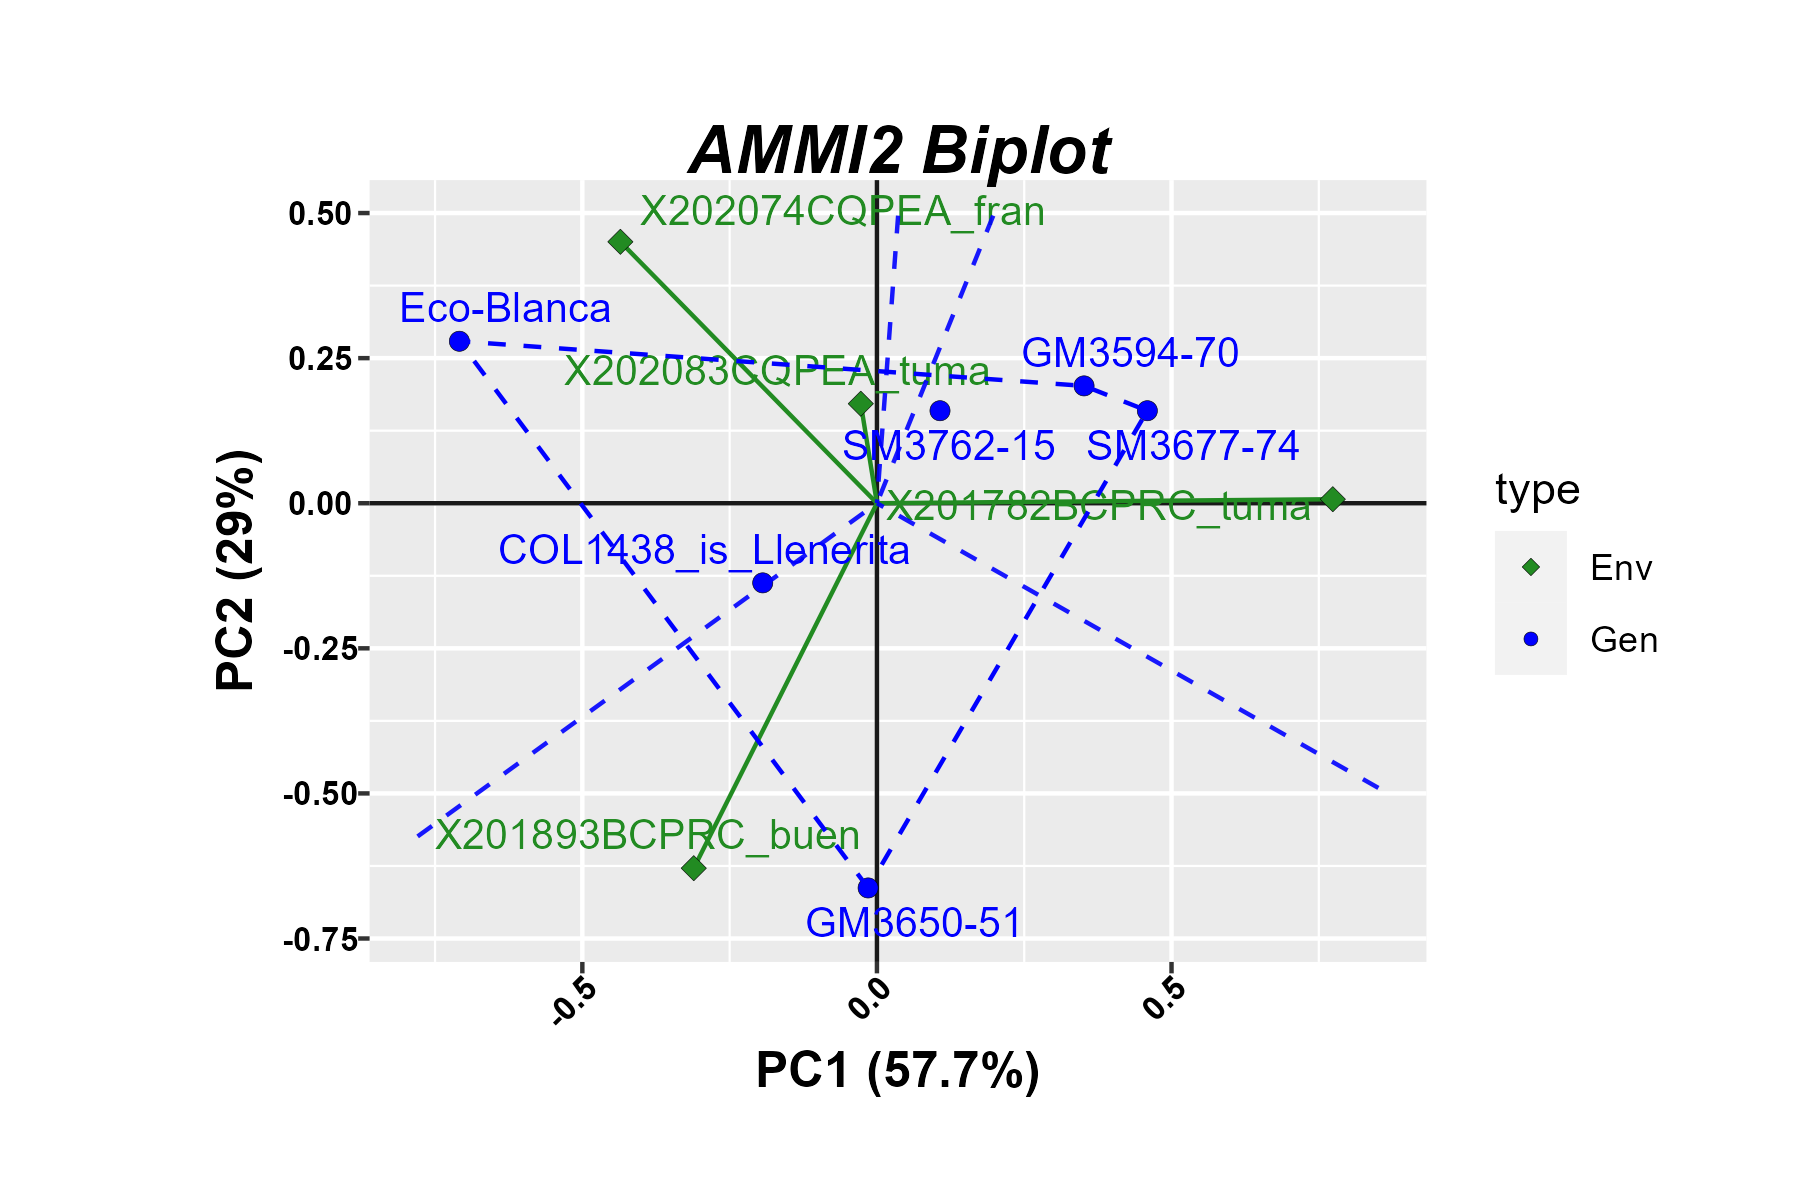 AMMI2 Biplot
0.50
0.25
0.00
-0.25
-0.50
-0.75
PC2 (29%)
X202074CQPEA_fran
Eco-Blanca
X202083CQPEA_tuma
GM3594-70
SM3762-15
SM3677-74
X201782BCPRC_tuma
COL1438_is_Llenerita
X201893BCPRC_buen
GM3650-51
-0.5
0.0
0.5
PC1 (57.7%)
type
Env
Gen